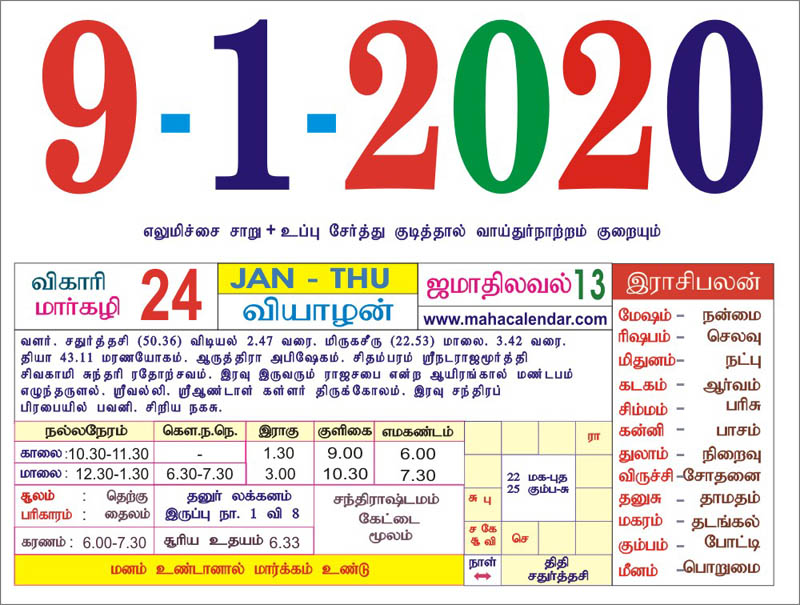 9-1-2020
எலுமிச்சை சாறு + உப்பு சேர்த்து குடித்தால் வாய்துர்நாற்றம் குறையும்
விகாரி
மார்கழி 24
JAN - THU
வியாழன்
ஜமாதிலவல் 13
www.mahacalendar.com
வளர். சதுர்த்தசி (50.36) விடியல் 2.47 வரை. மிருகசீரு (22.53) மாலை. 3.42 வரை.
தியா 43.11 மரணயோகம். ஆருத்திரா அபிஷேகம். சிதம்பரம் ஸ்ரீநடராஜமூர்த்தி
சிவகாமி சுந்தரி ரதோற்சவம். இரவு இருவரும் ராஜசபை என்ற ஆயிரங்கால் மண்டபம்
எழுந்தருளல். ஸ்ரீவல்லி. ஸ்ரீஆண்டாள் கள்ளர் திருக்கோலம். இரவு சந்திரப்
பிரபையில் பவனி. சிறிய நகசு.
நல்லநேரம் கௌ.ந.நெ. இராகு குளிகை எமகண்டம்
காலை: 10.30-11.30 - 1.30 9.00 6.00
மாலை: 12.30-1.30 6.30-7.30 3.00 10.30 7.30
சூலம் : தெற்கு
பரிகாரம் : தைலம்
தனுர் லக்கனம்
இருப்பு நா. 1 வி 8
சந்திராஷ்டமம்
கேட்டை
மூலம்
கரணம் : 6.00-7.30 சூரிய உதயம் 6.33
மனம் உண்டானால் மார்க்கம் உண்டு
ரா
22 மக-புத
25 கும்ப-சு
சு பு
ச கே
சூ வி
செ
நாள்
திதி
சதுர்த்தசி
இராசிபலன்
மேஷம் - நன்மை
ரிஷபம் - செலவு
மிதுனம் - நட்பு
கடகம் - ஆர்வம்
சிம்மம் - பரிசு
கன்னி - பாசம்
துலாம் - நிறைவு
விருச்சி - சோதனை
தனுசு - தாமதம்
மகரம் - தடங்கல்
கும்பம் - போட்டி
மீனம் - பொறுமை